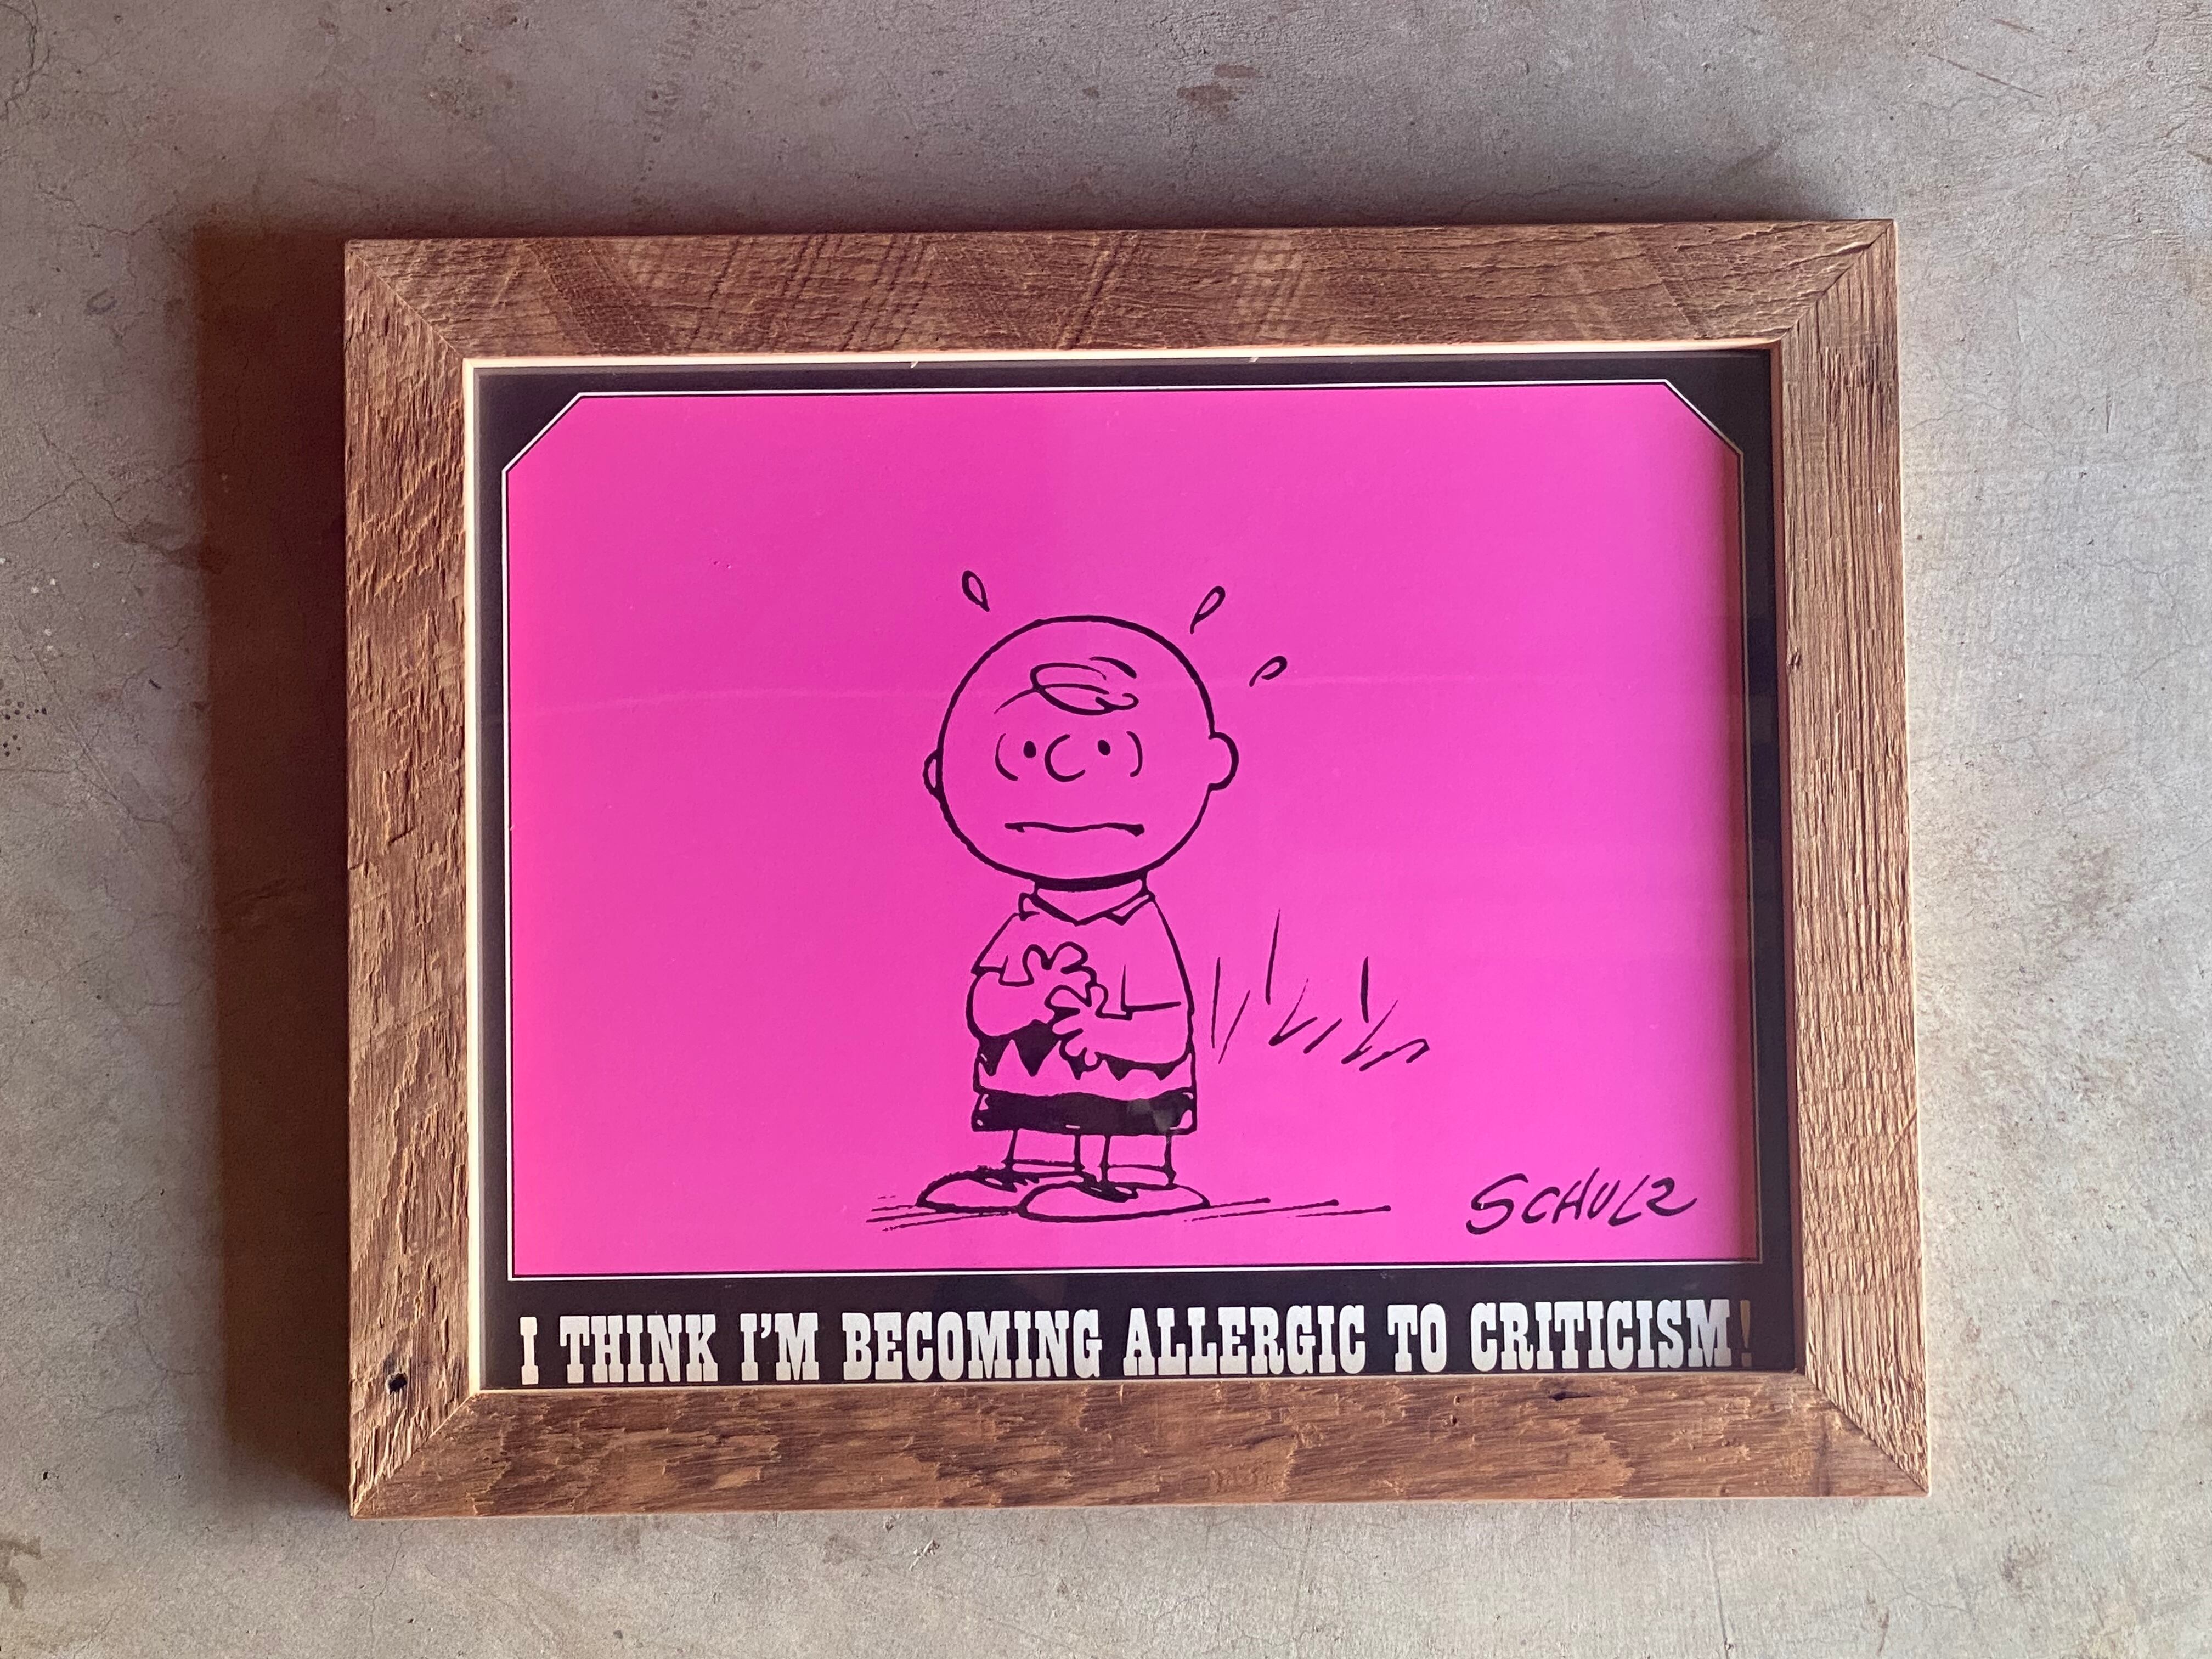 SCHULZ
I THINK I'M BECOMING ALLERGIC TO CRITICISM!